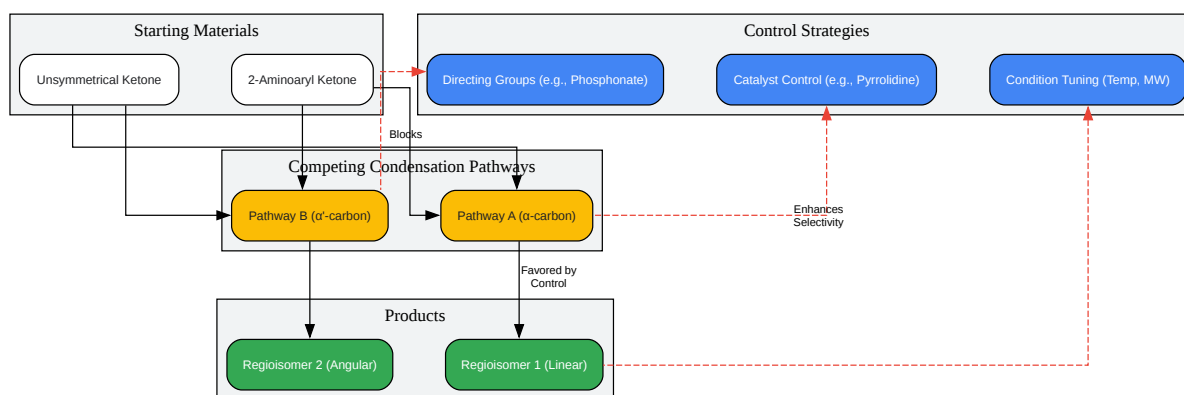 Starting Materials
Control Strategies
Unsymmetrical Ketone
2-Aminoaryl Ketone
Directing Groups (e.g., Phosphonate)
Catalyst Control (e.g., Pyrrolidine)
Condition Tuning (Temp, MW)
Blocks
Competing Condensation Pathways
Pathway B (α'-carbon)
Pathway A (α-carbon)
Enhances
Selectivity
Favored by
Control
Products
Regioisomer 2 (Angular)
Regioisomer 1 (Linear)